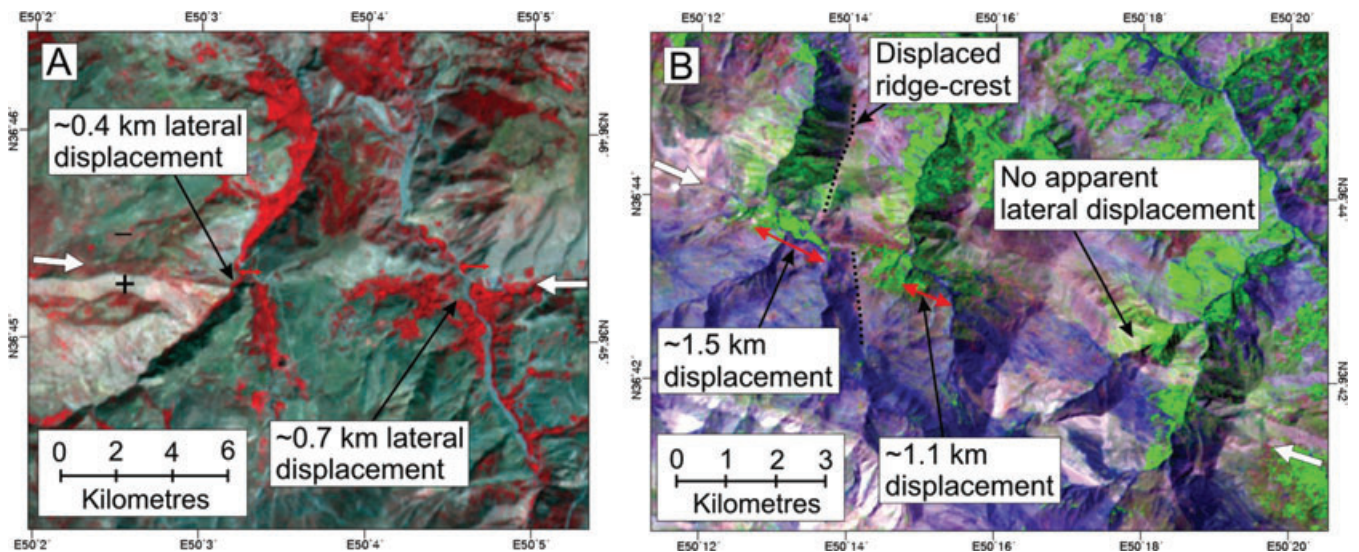 E50˚2' E50˚3' E50˚4' E50˚5'
A
N36˚46'
N36˚46'
N36˚45'
N36˚45'
~0.4 km lateral
displacement
–
+
~0.7 km lateral
displacement
0 2 4 6
Kilometres
E50˚2' E50˚3' E50˚4' E50˚5'
E50˚12' E50˚14' E50˚16' E50˚18' E50˚20'
B
Displaced
ridge-crest
N36˚44'
N36˚44'
No apparent
lateral displacement
N36˚42'
~1.5 km
displacement
~1.1 km
displacement
0 1 2 3
Kilometres
E50˚12' E50˚14' E50˚16' E50˚18' E50˚20'